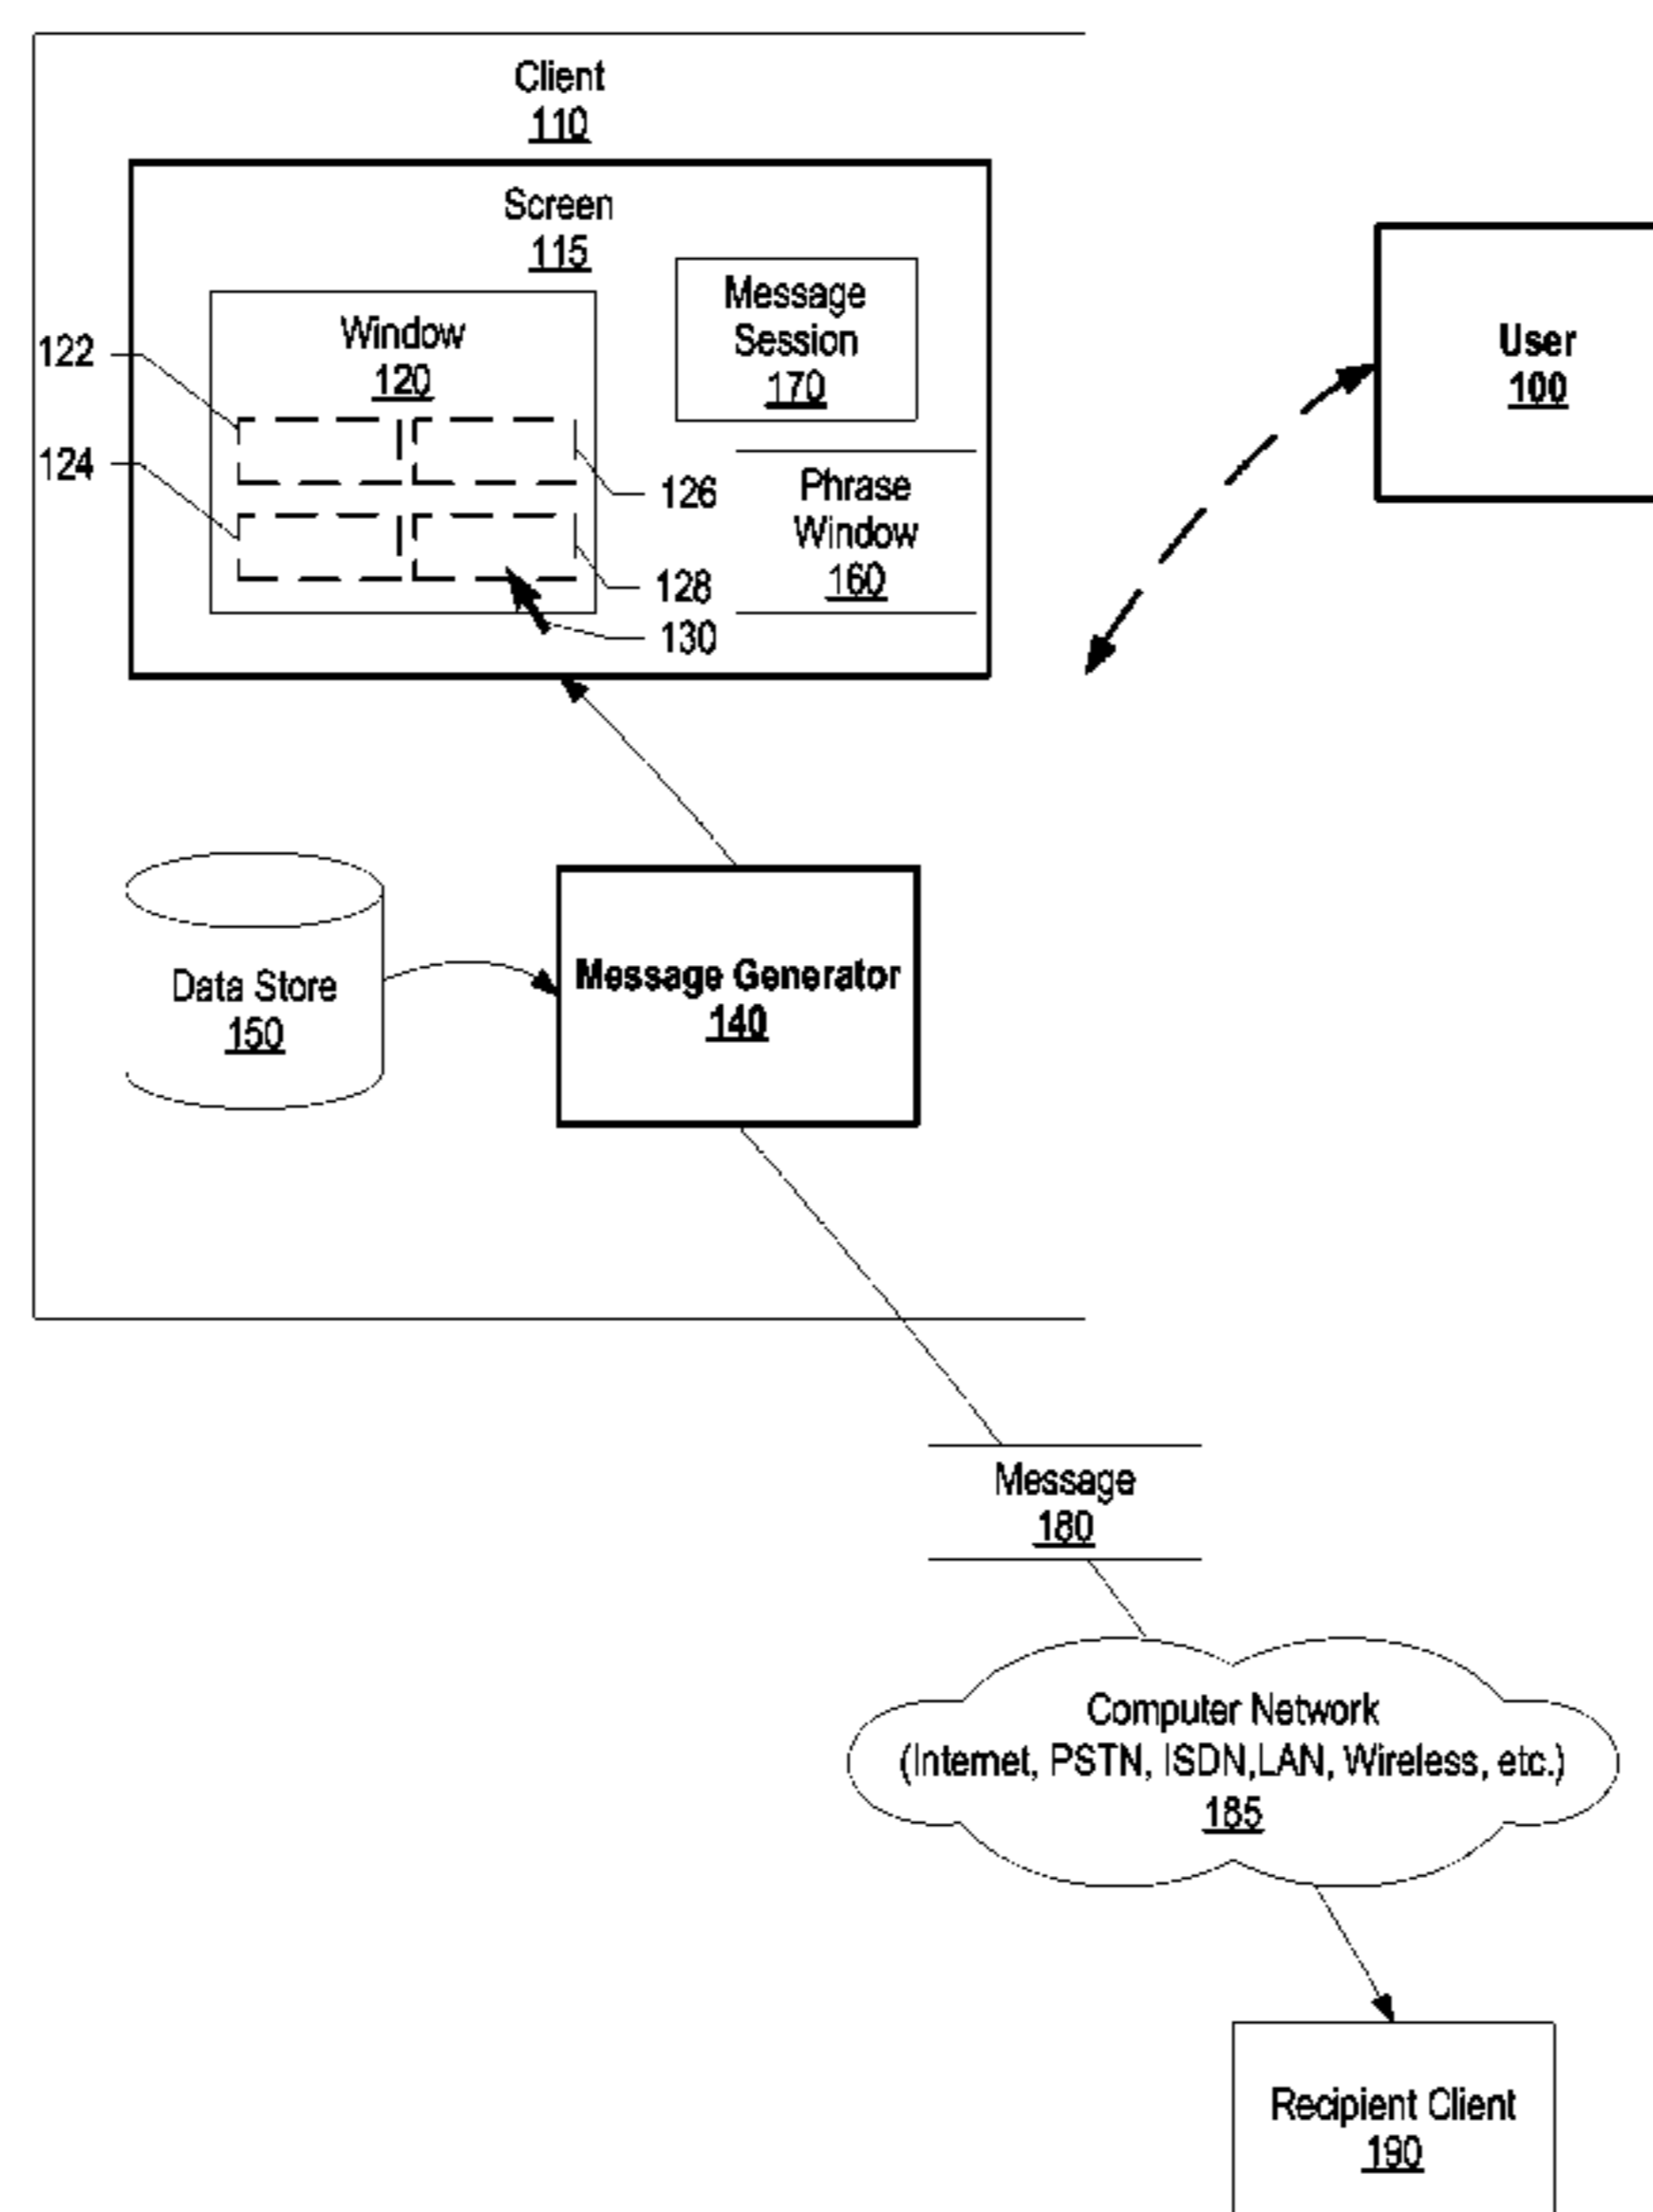 Client
110
Screen
115
Window
120
Message
Session
170
User
100
122
124
126
128
130
Phrase
Window
160
Data Store
150
Message Generator
140
Message
180
Computer Network
(Internet, PSTN, ISDN,LAN, Wireless, etc.)
185
Recipient Client
190